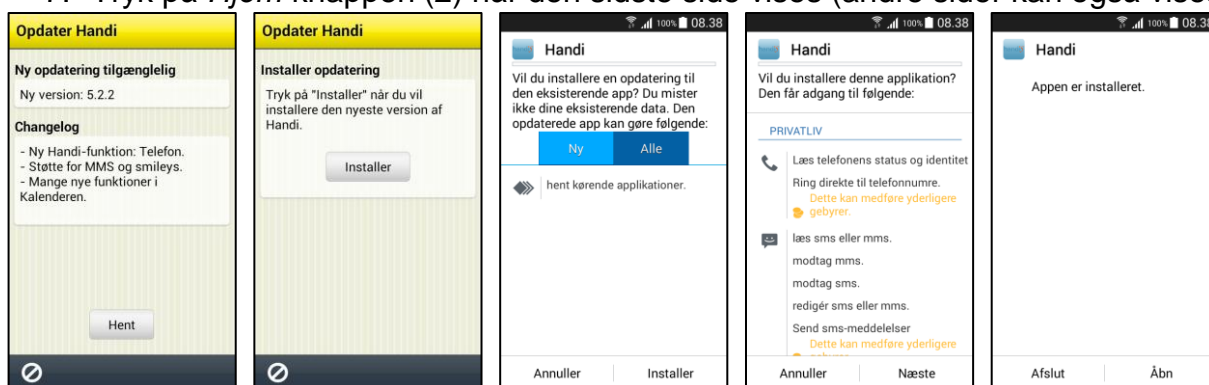 Opdater Handi
Ny opdatering tilgænglelig
Ny version: 5.2.2
Changelog
- Ny Handi-funktion: Telefon.
- Støtte for MMS og smileys.
- Mange nye funktioner i
Kalenderen.
Hent
Opdater Handi
Installer opdatering
Tryk på "Installer" når du vil
installere den nyeste version af
Handi.
Installer
100% 08.38
Handi
Vil du installere en opdatering til
den eksisterende app? Du mister
ikke dine eksisterende data. Den
opdaterede app kan gøre følgende:
Ny Alle
hent kørende applikationer.
Annuller Installer
100% 08.38
Handi
Vil du installere denne applikation?
Den får adgang til følgende:
PRIVATLIV
Læs telefonens status og identitet
Ring direkte til telefonnumre.
Dette kan medføre yderligere
gebyrer.
læs sms eller mms.
modtag mms.
modtag sms.
redigér sms eller mms.
Send sms-meddelelser
Dette kan medføre yderligere
Annuller Næste
100% 08.38
Handi
Appen er installeret.
Afslut Åbn